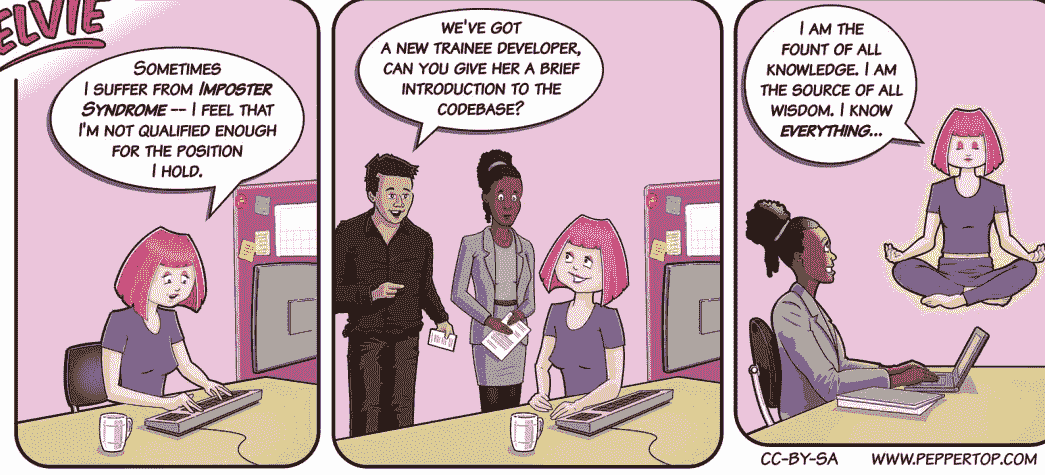 ELVIE
SOMETIMES
I SUFFER FROM IMPOSTER
SYNDROME -- I FEEL THAT
I'M NOT QUALIFIED ENOUGH
FOR THE POSITION
I HOLD.
WE'VE GOT
A NEW TRAINEE DEVELOPER,
CAN YOU GIVE HER A BRIEF
INTRODUCTION TO THE
CODEBASE?
I AM THE
FOUNT OF ALL
KNOWLEDGE. I AM
THE SOURCE OF ALL
WISDOM. I KNOW
EVERYTHING...
CC-BY-SA WWW.PEPPERTOP.COM